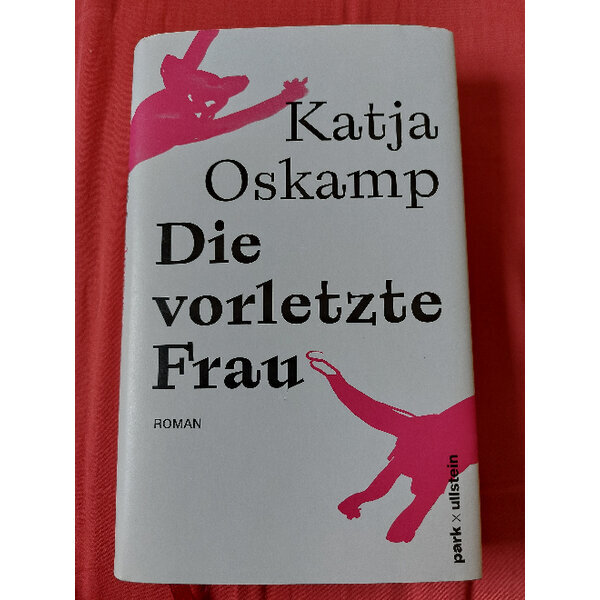 Katja
Oskamp
Die
vorletzte
Frau
ROMAN
park x ullstein